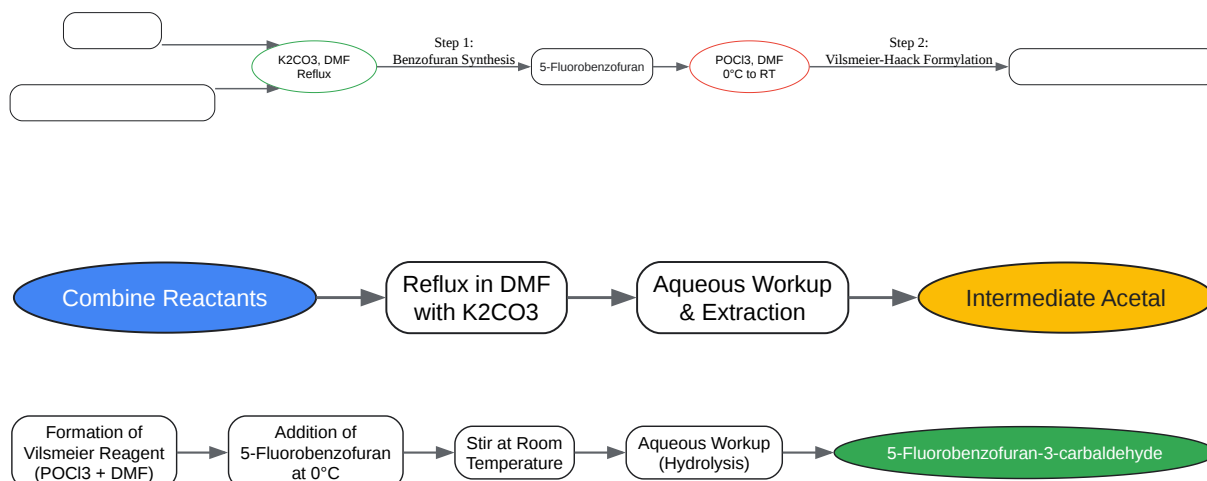 K2CO3, DMF
Reflux
Step 1:
Benzofuran Synthesis
5-Fluorobenzofuran
POCl3, DMF
0°C to RT
Step 2:
Vilsmeier-Haack Formylation
Combine Reactants
Reflux in DMF
with K2CO3
Aqueous Workup
& Extraction
Intermediate Acetal
Formation of
Vilsmeier Reagent
(POCl3 + DMF)
Addition of
5-Fluorobenzofuran
at 0°C
Stir at Room
Temperature
Aqueous Workup
(Hydrolysis)
5-Fluorobenzofuran-3-carbaldehyde